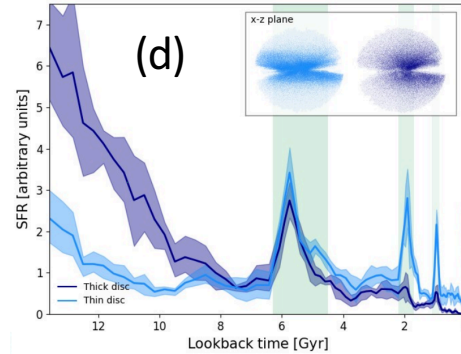 (d)
x-z plane
SFR [arbitrary units]
7
6
5
4
3
2
1
0
Thick disc
Thin disc
12 10 8 6 4 2
Lookback time [Gyr]